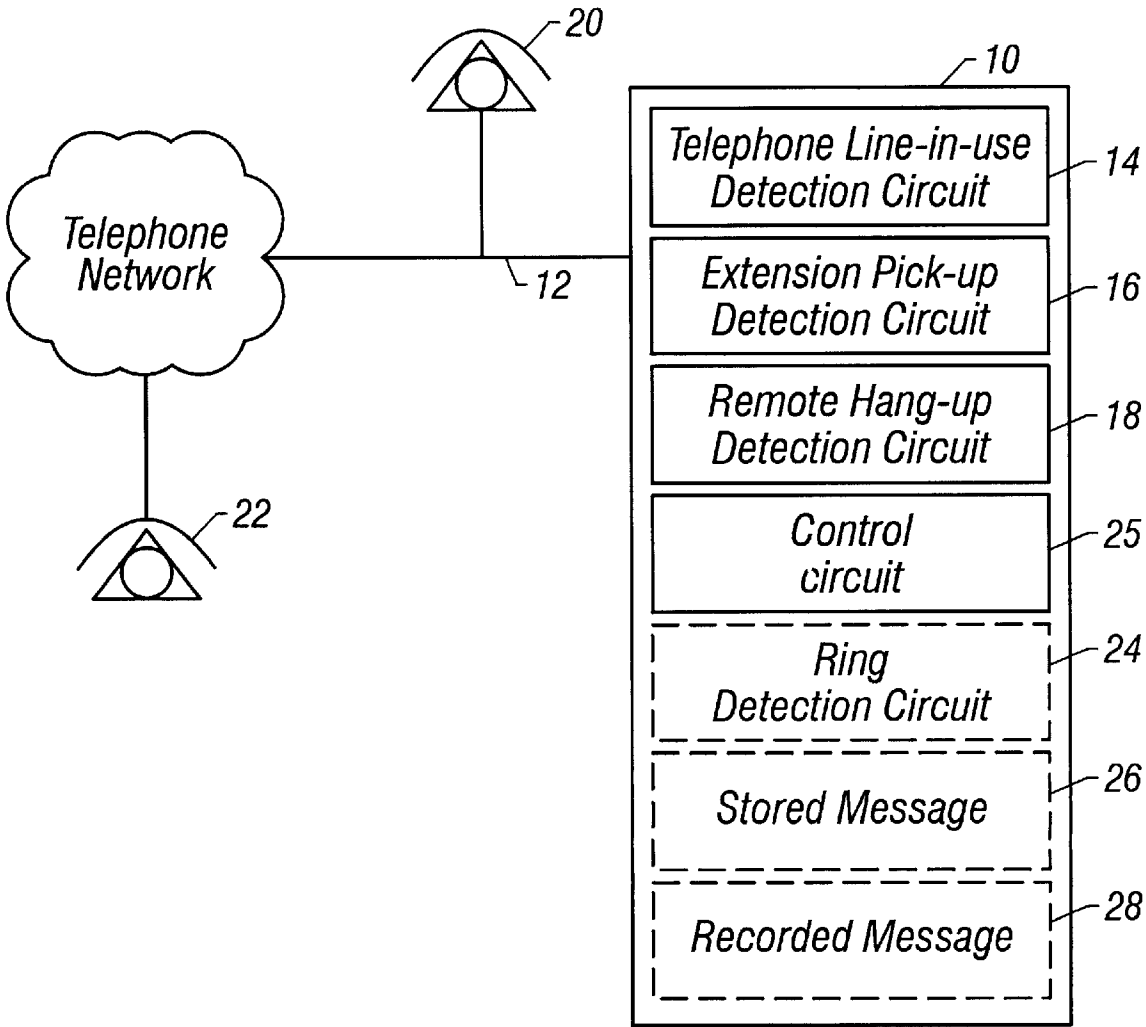 20
10
Telephone Line-in-use
Detection Circuit
14
Telephone
Network
12
Extension Pick-up
Detection Circuit
16
Remote Hang-up
Detection Circuit
18
22
Control
circuit
25
Ring
Detection Circuit
24
Stored Message
26
Recorded Message
28